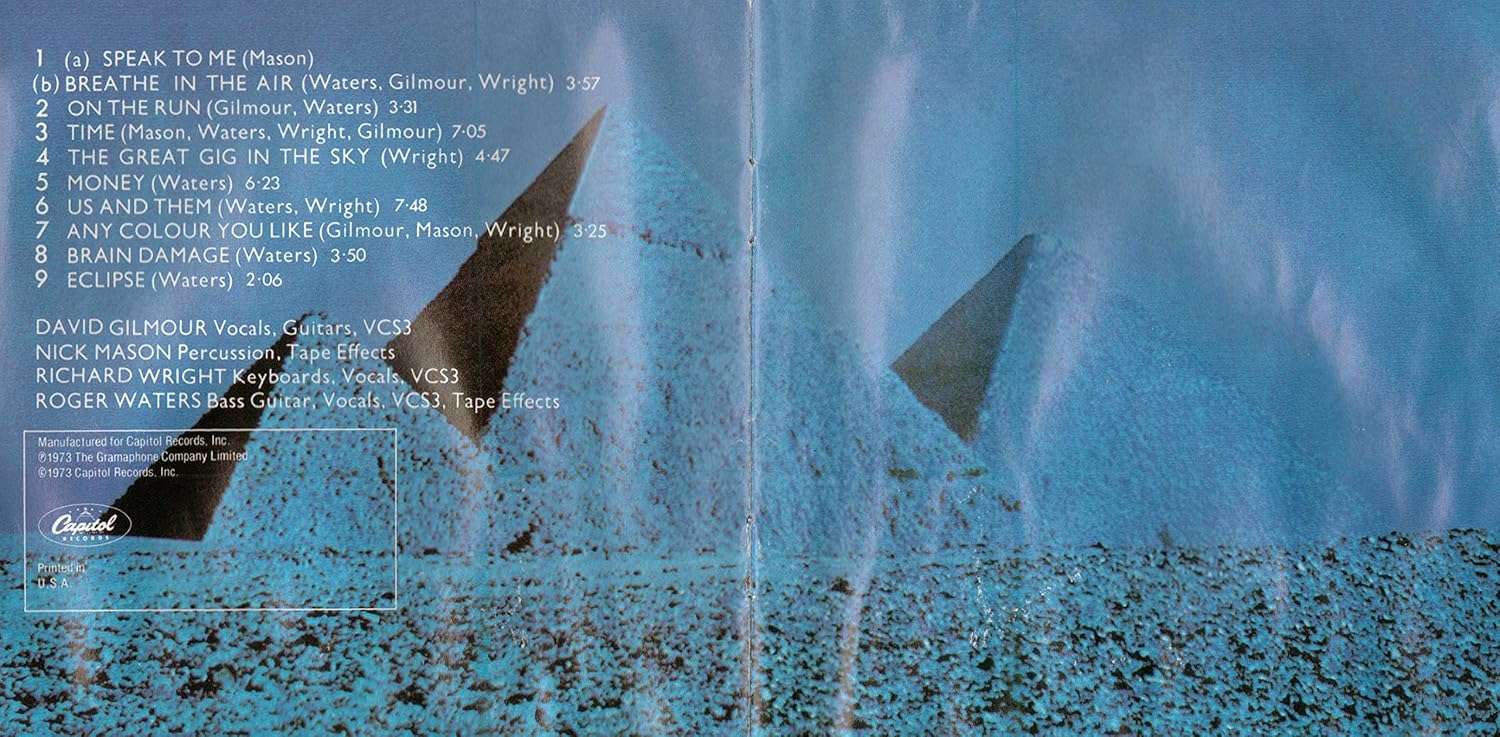 1 (a) SPEAK TO ME (Mason)
(b) BREATHE IN THE AIR (Waters, Gilmour, Wright) 3·57
2 ON THE RUN (Gilmour, Waters) 3·31
3 TIME (Mason, Waters, Wright, Gilmour) 7·05
4 THE GREAT GIG IN THE SKY (Wright) 4·47
5 MONEY (Waters) 6·23
6 US AND THEM (Waters, Wright) 7·48
7 ANY COLOUR YOU LIKE (Gilmour, Mason, Wright) 3·25
8 BRAIN DAMAGE (Waters) 3·50
9 ECLIPSE (Waters) 2·06
DAVID GILMOUR Vocals, Guitars, VCS3
NICK MASON Percussion, Tape Effects
RICHARD WRIGHT Keyboards, Vocals, VCS3
ROGER WATERS Bass Guitar, Vocals, VCS3, Tape Effects
Manufactured for Capitol Records, Inc.
℗1973 The Gramaphone Company Limited
©1973 Capitol Records, Inc.
Capitol
RECORDS
Printed in
U.S.A